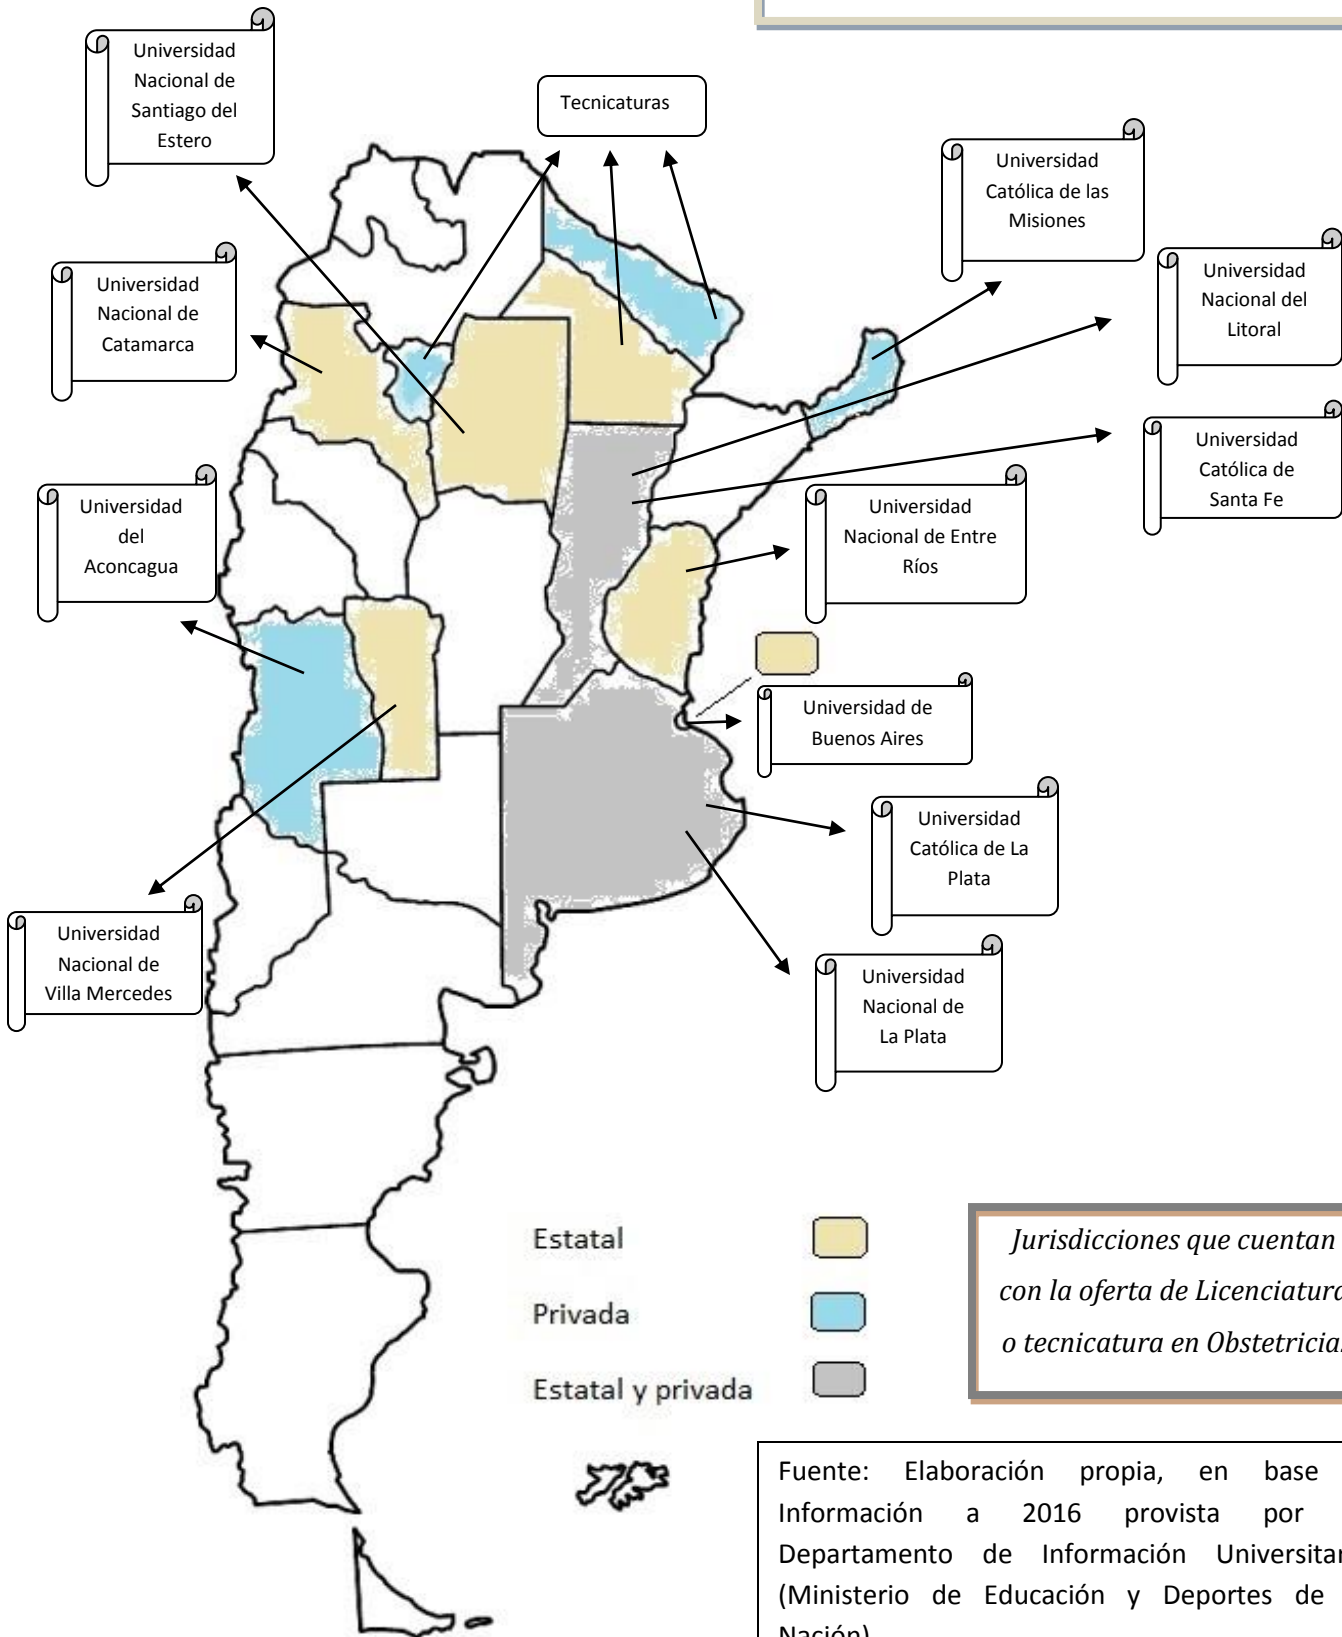 Universidad
Nacional de
Santiago del
Estero
Tecnicaturas
Universidad
Católica de las
Misiones
Universidad
Nacional de
Catamarca
Universidad
Nacional del
Litoral
Universidad
Católica de
Santa Fe
Universidad
del
Aconcagua
Universidad
Nacional de Entre
Ríos
Universidad de
Buenos Aires
Universidad
Católica de La
Plata
Universidad
Nacional de
Villa Mercedes
Universidad
Nacional de
La Plata
Estatal
Privada
Estatal y privada
Jurisdicciones que cuentan
con la oferta de Licenciatura
o tecnicatura en Obstetricia
Fuente: Elaboración propia, en base
Información a 2016 provista por
Departamento de Información Universitar
(Ministerio de Educación y Deportes de
Nación)